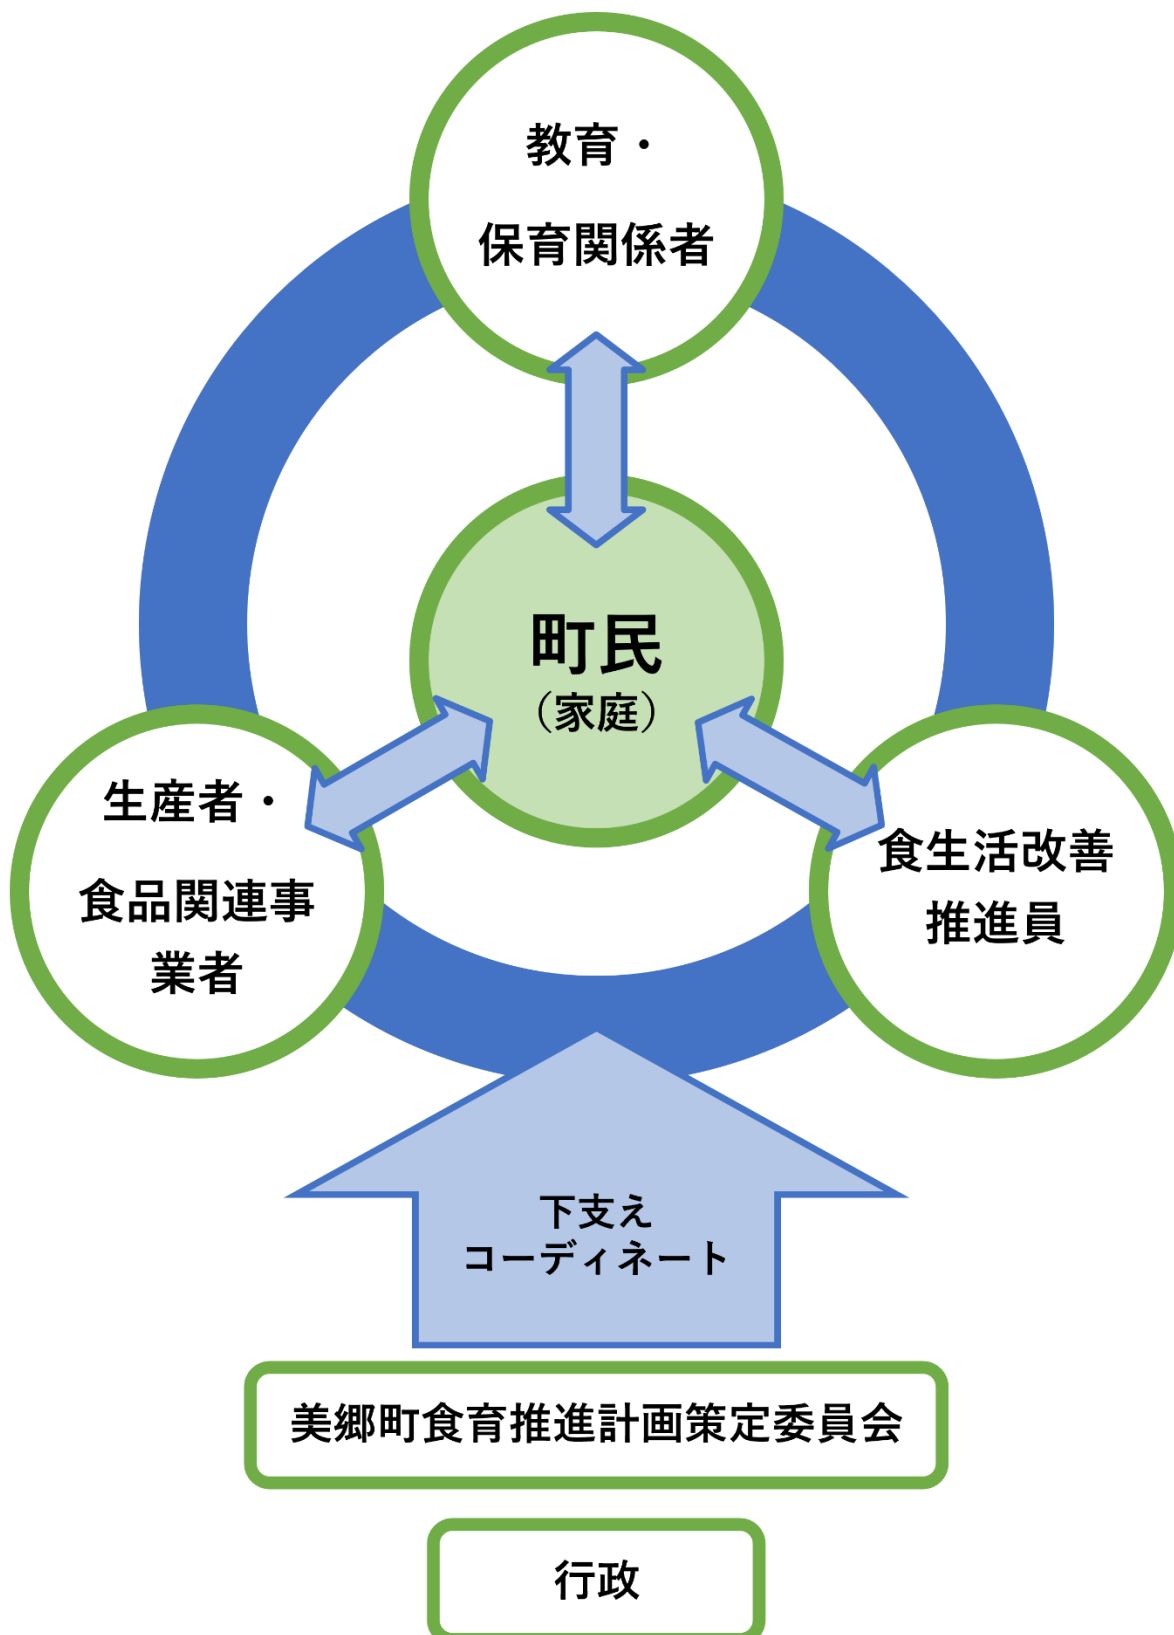 教育・
保育関係者
町民
（家庭）
生産者・
食品関連事
業者
食生活改善
推進員
下支え
コーディネート
美郷町食育推進計画策定委員会
行政